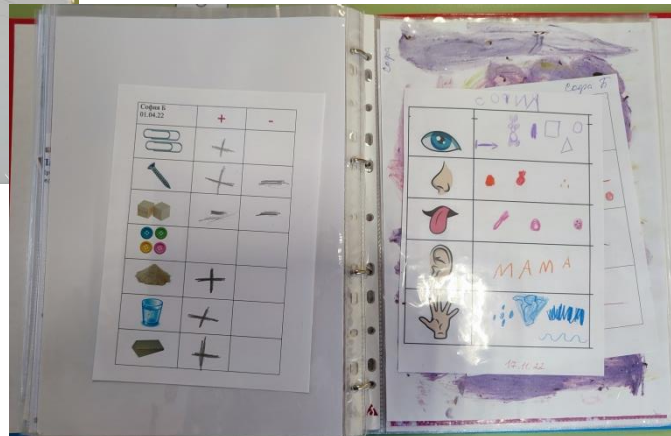 София Б
01.04.22
+ -
+
+ -
- -
+
+
+
София
София Б
МАМА
17.11.22